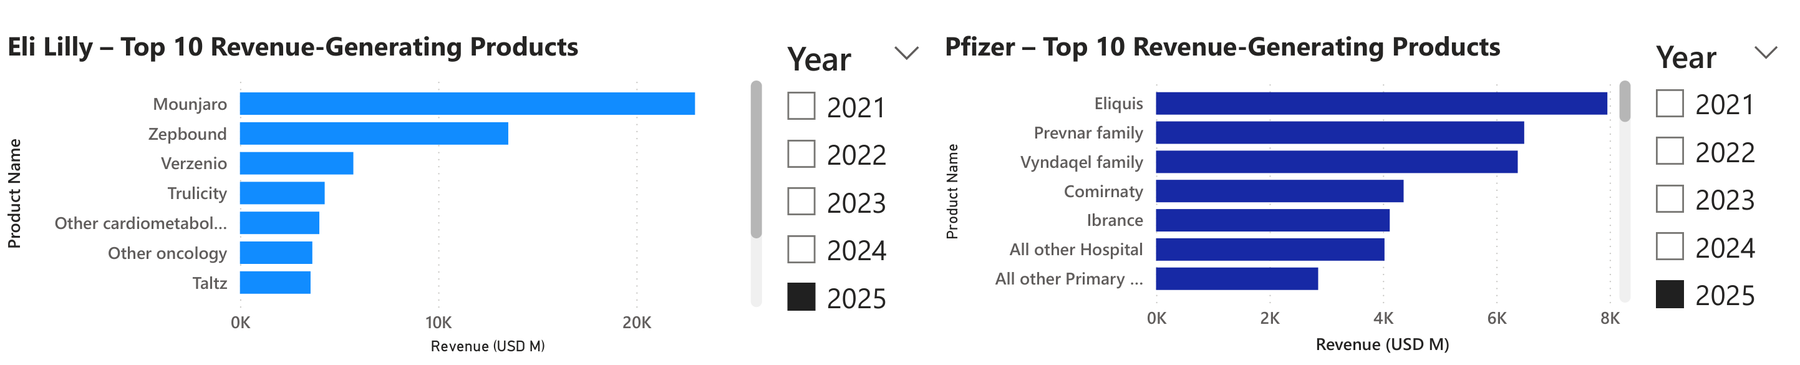 Eli Lilly – Top 10 Revenue-Generating Products
Product Name
Mounjaro
Zepbound
Verzenio
Trulicity
Other cardiometabol...
Other oncology
Taltz
0K 10K 20K
Revenue (USD M)
Year
2021
2022
2023
2024
2025
Pfizer – Top 10 Revenue-Generating Products
Product Name
Eliquis
Prevnar family
Vyndaqel family
Comirnaty
Ibrance
All other Hospital
All other Primary ...
0K 2K 4K 6K 8K
Revenue (USD M)
Year
2021
2022
2023
2024
2025